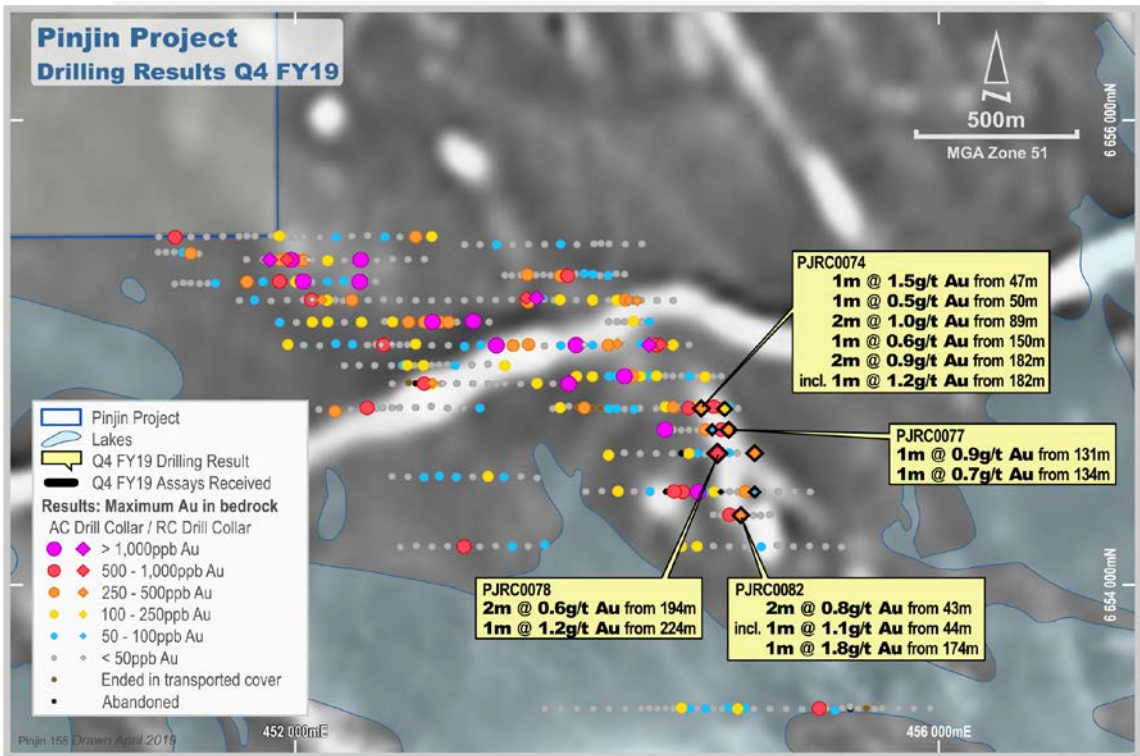 Pinjin Project
Drilling Results Q4 FY19
500m
MGA Zone 51
6 656 000mN
PJRC0074
1m @ 1.5g/t Au from 47m
1m @ 0.5g/t Au from 50m
2m @ 1.0g/t Au from 89m
1m @ 0.6g/t Au from 150m
2m @ 0.9g/t Au from 182m
incl. 1m @ 1.2g/t Au from 182m
PJRC0077
1m @ 0.9g/t Au from 131m
1m @ 0.7g/t Au from 134m
Pinjin Project
Lakes
Q4 FY19 Drilling Result
Q4 FY19 Assays Received
Results: Maximum Au in bedrock
AC Drill Collar / RC Drill Collar
> 1,000ppb Au
500 - 1,000ppb Au
250 - 500ppb Au
100 - 250ppb Au
50 - 100ppb Au
< 50ppb Au
Ended in transported cover
Abandoned
PJRC0078
2m @ 0.6g/t Au from 194m
1m @ 1.2g/t Au from 224m
PJRC0082
2m @ 0.8g/t Au from 43m
incl. 1m @ 1.1g/t Au from 44m
1m @ 1.8g/t Au from 174m
6 654 000mN
452 000mE
456 000mE
Pinjin 158 Drawn April 2019